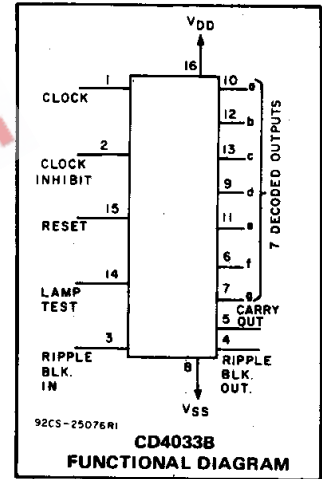 VDD
16
1
CLOCK
10 a
12 b
2
CLOCK
INHIBIT
13 c
9 d
15
RESET
11 e
6 f
14
LAMP
TEST
7 g
CARRY
OUT
5
3
RIPPLE
BLK.
IN
4
RIPPLE
BLK.
OUT.
8
VSS
7 DECODED OUTPUTS
92CS-25076R1
CD4033B
FUNCTIONAL DIAGRAM